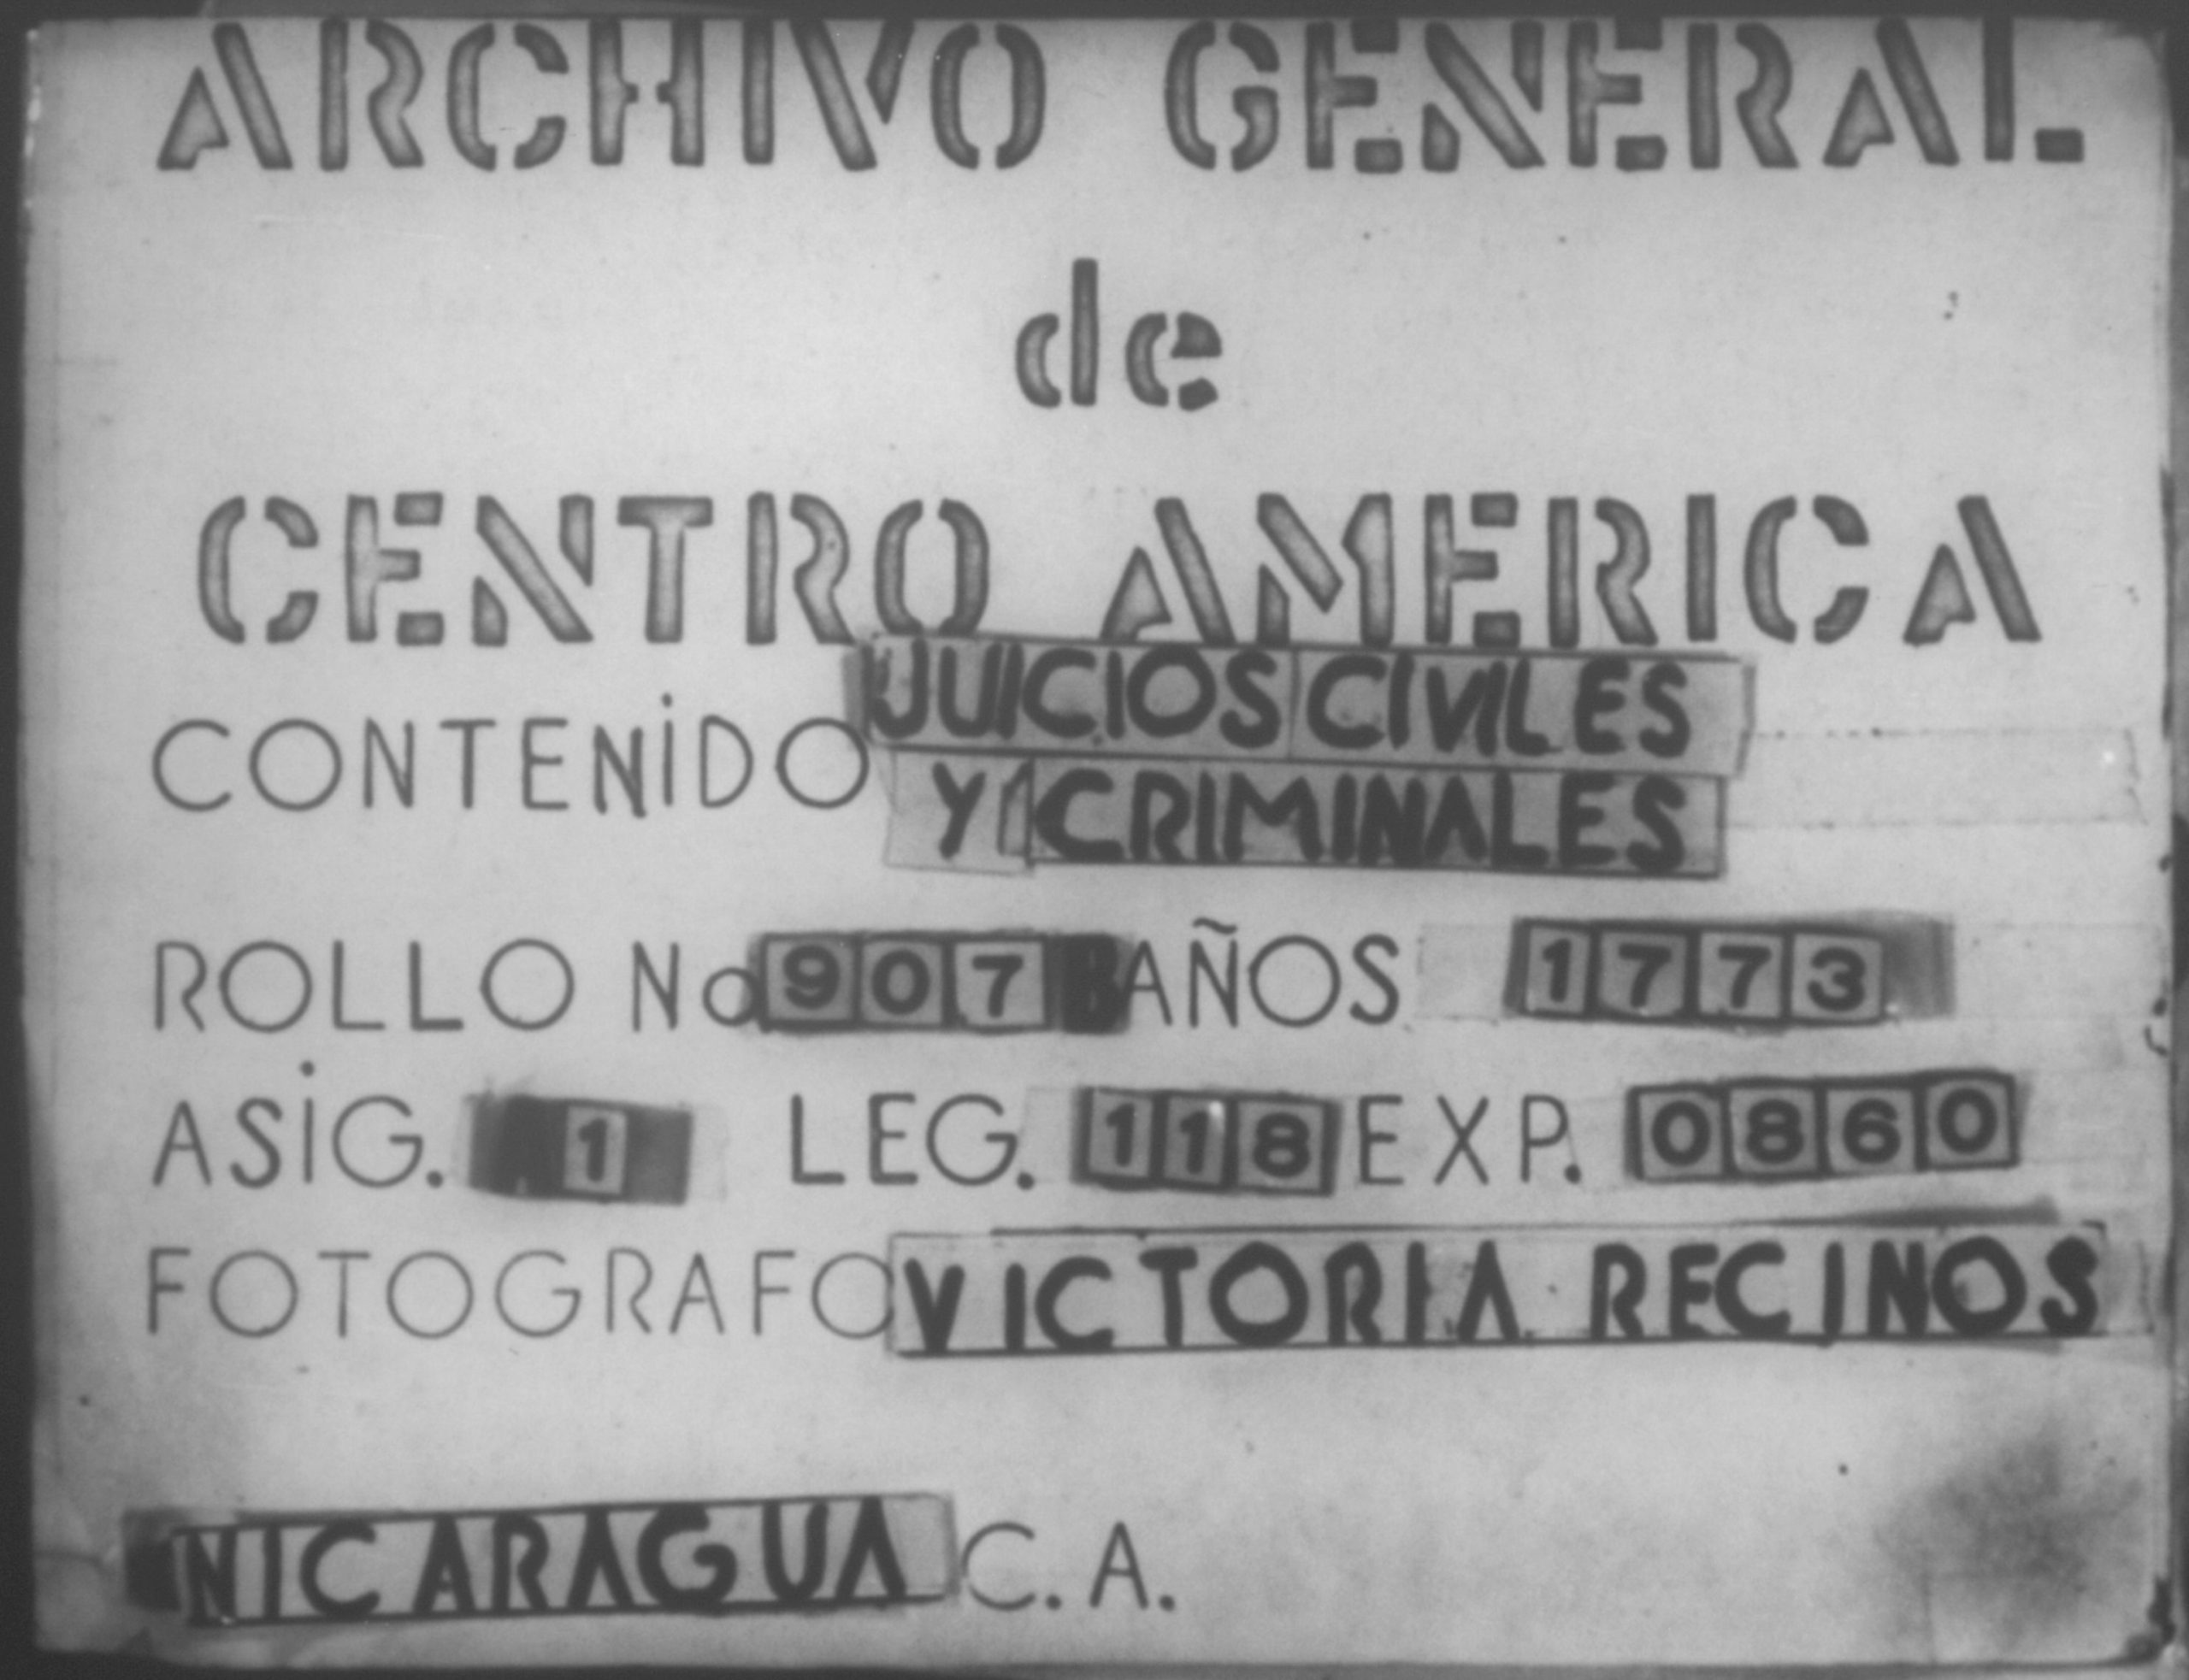 ARCHIVO GENERAL
de
CENTRO AMERICA
CONTENIDO JUICIOS CIVILES
Y CRIMINALES
ROLLO No 907 AÑOS 1773
ASIG. 1 LEG. 118 EXP. 0860
FOTOGRAFO VICTORIA RECINOS
NICARAGUA C. A.